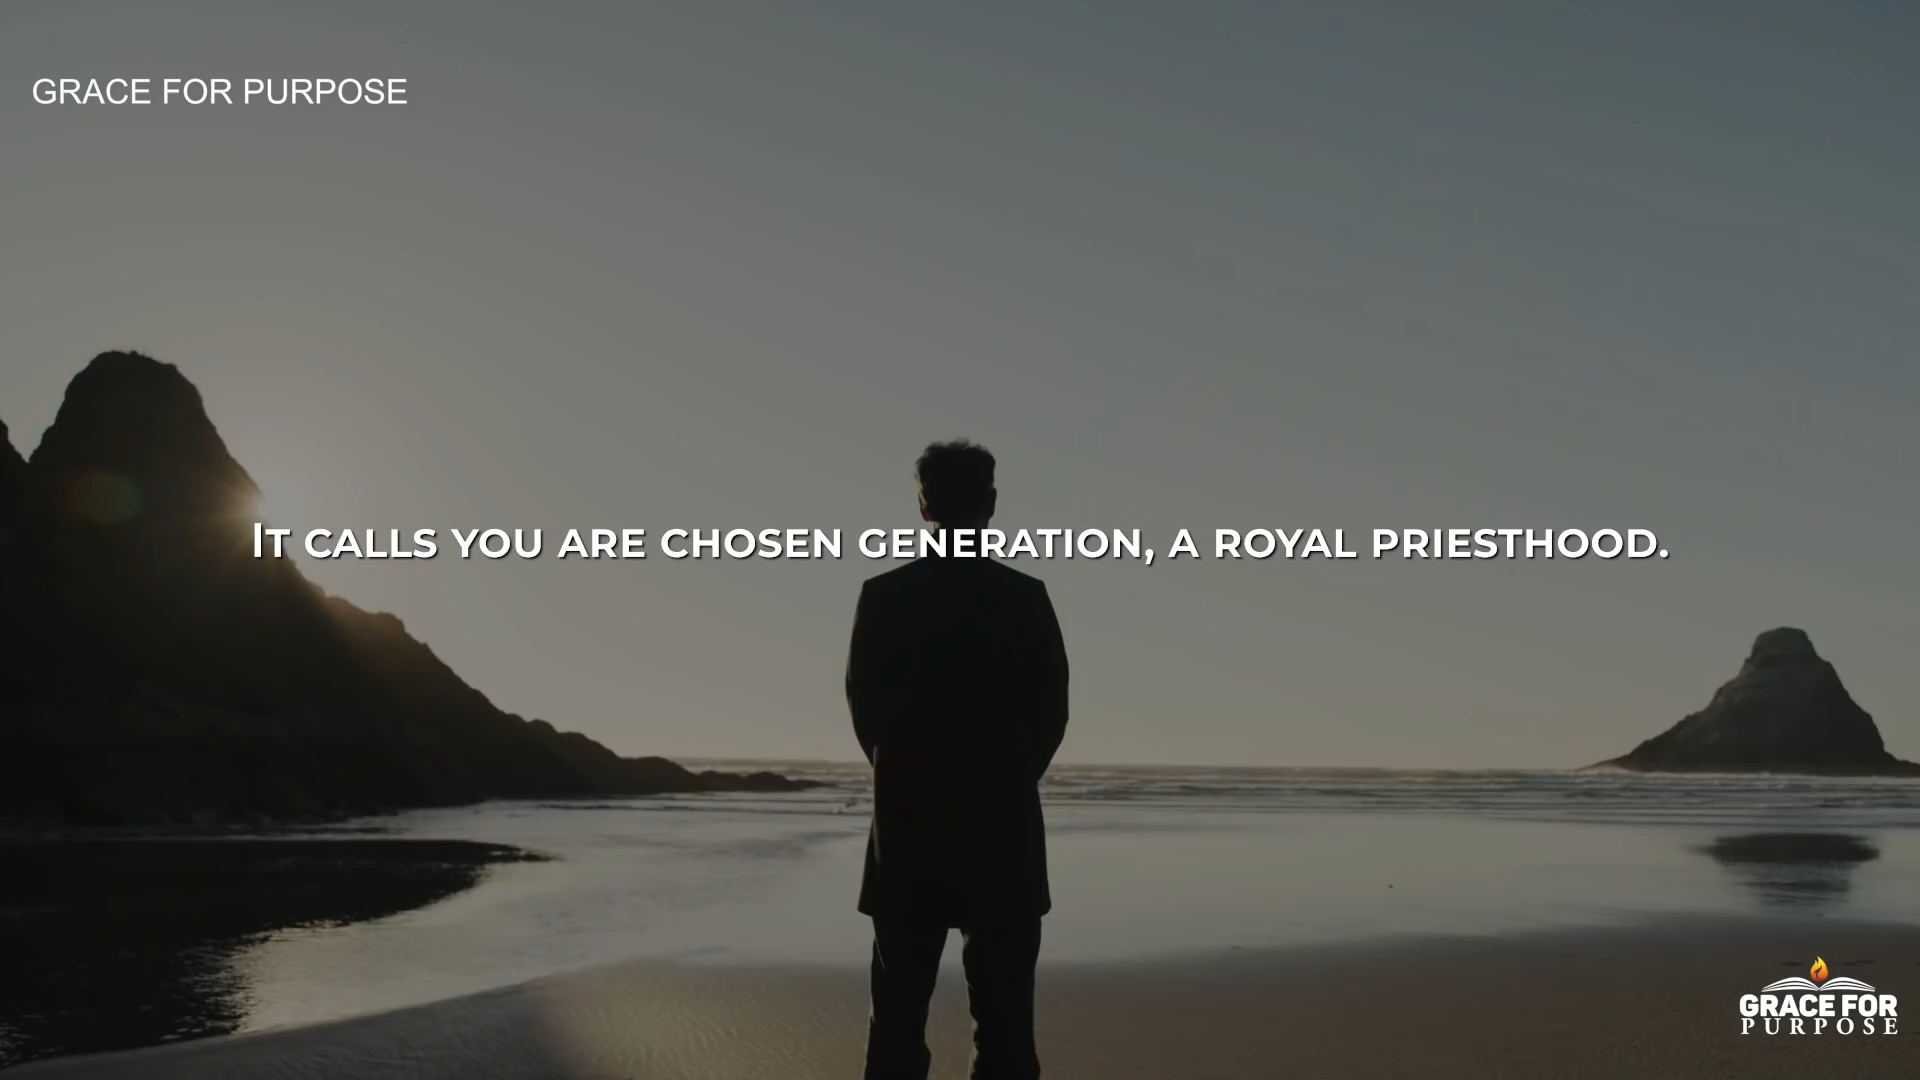 GRACE FOR PURPOSE
It calls you are chosen generation, a royal priesthood.
GRACE FOR
PURPOSE